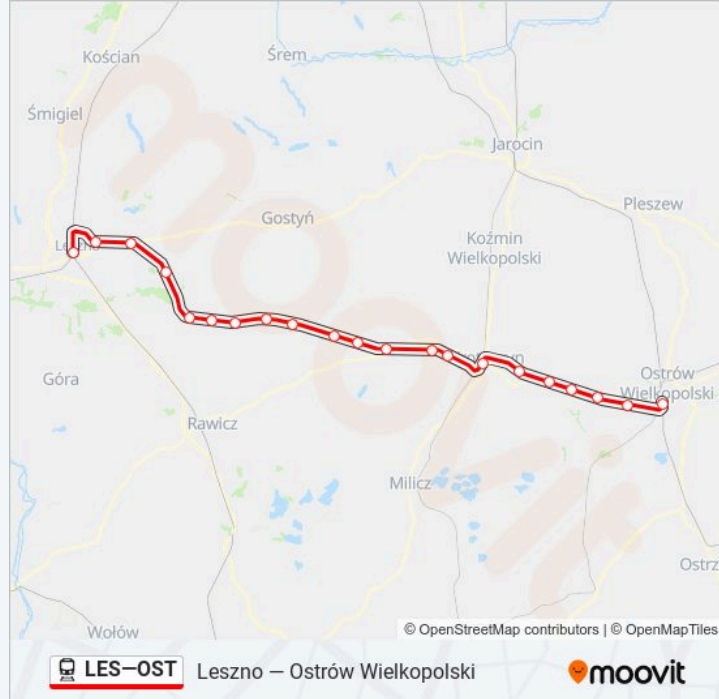 Kościan
Śrem
Śmigiel
Jarocin
Pleszew
Gostyń
Koźmin
Wielkopolski
Góra
Rawicz
Ostrów
Wielkopolski
Milicz
Ostrz
Wołów
© OpenStreetMap contributors | © OpenMapTiles
LES—OST
Leszno — Ostrów Wielkopolski
moovit